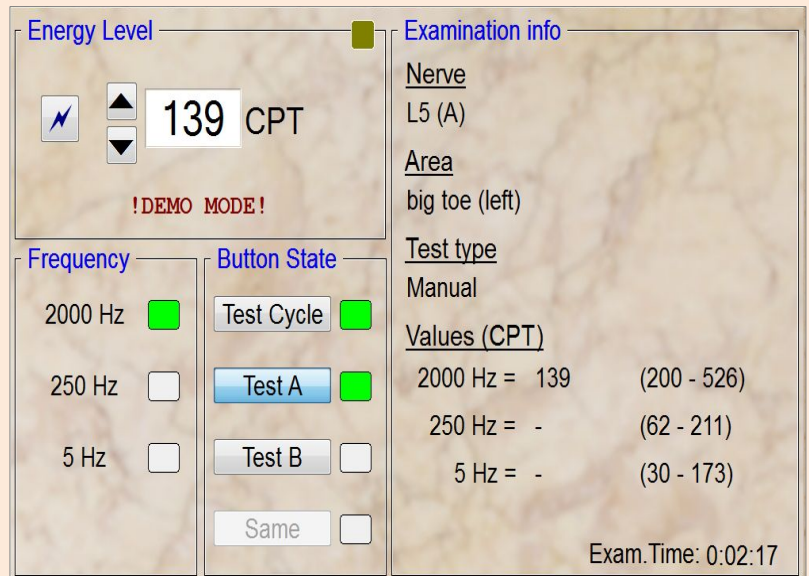 Energy Level
139 CPT
!DEMO MODE!
Frequency
2000 Hz
250 Hz
5 Hz
Button State
Test Cycle
Test A
Test B
Same
Examination info
Nerve
L5 (A)
Area
big toe (left)
Test type
Manual
Values (CPT)
2000 Hz = 139 (200 - 526)
250 Hz = - (62 - 211)
5 Hz = - (30 - 173)
Exam.Time: 0:02:17